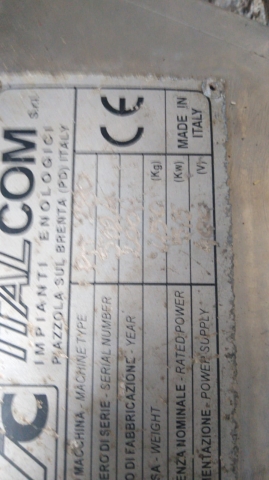 ITALCOM S.r.l.
IMPIANTI ENOLOGICI
PIAZZOLA SUL BRENTA (PD) ITALY
CE
MADE IN
ITALY
MACCHINA - MACHINE TYPE
ERO DI SERIE - SERIAL NUMBER
O DI FABBRICAZIONE - YEAR
SA - WEIGHT (Kg)
ENZA NOMINALE - RATED POWER (Kw)
MENTAZIONE - POWER SUPPLY (V)